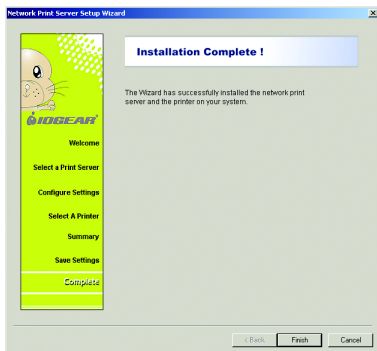 Network Print Server Setup Wizard
Installation Complete !
The Wizard has successfully installed the network print
server and the printer on your system.
IOGEAR
Welcome
Select a Print Server
Configure Settings
Select A Printer
Summary
Save Settings
Complete
< Back
Finish
Cancel